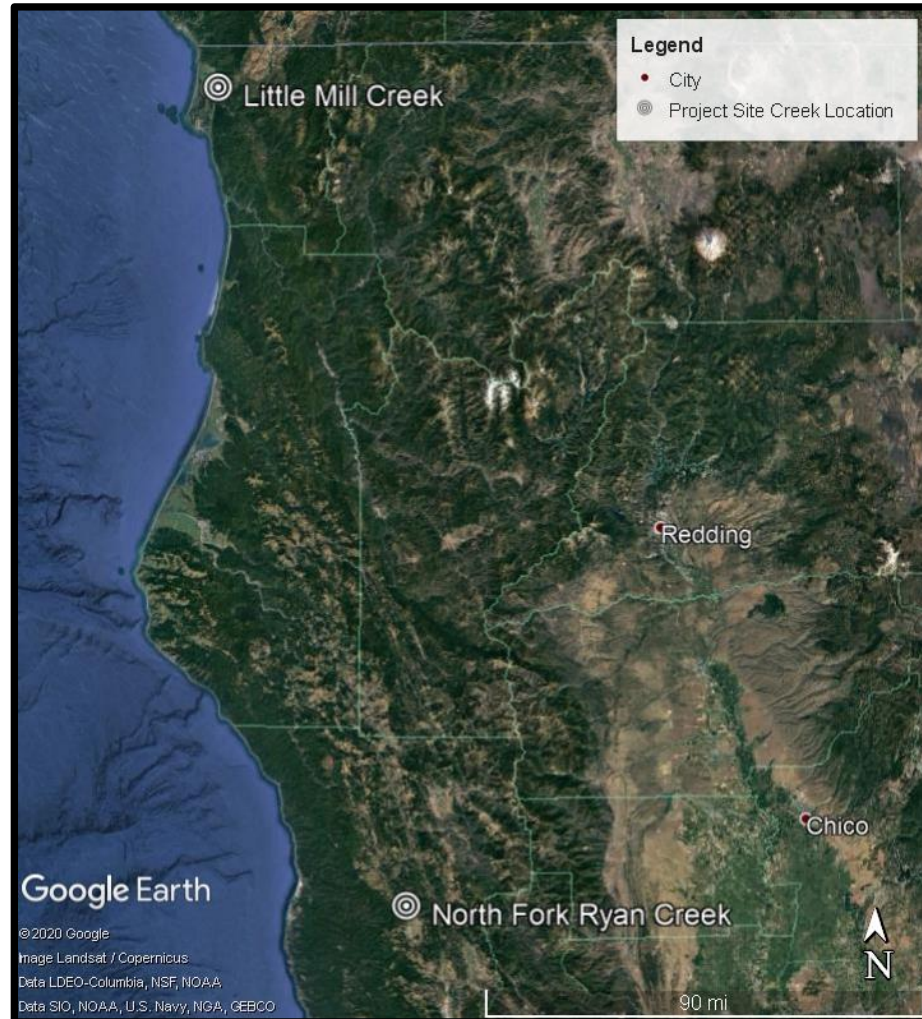 Legend
City
Project Site Creek Location
Little Mill Creek
Redding
Chico
North Fork Ryan Creek
Google Earth
© 2020 Google
Image Landsat / Copernicus
Data LDEO-Columbia, NSF, NOAA
Data SIO, NOAA, U.S. Navy, NGA, GEBCO
N
90 mi